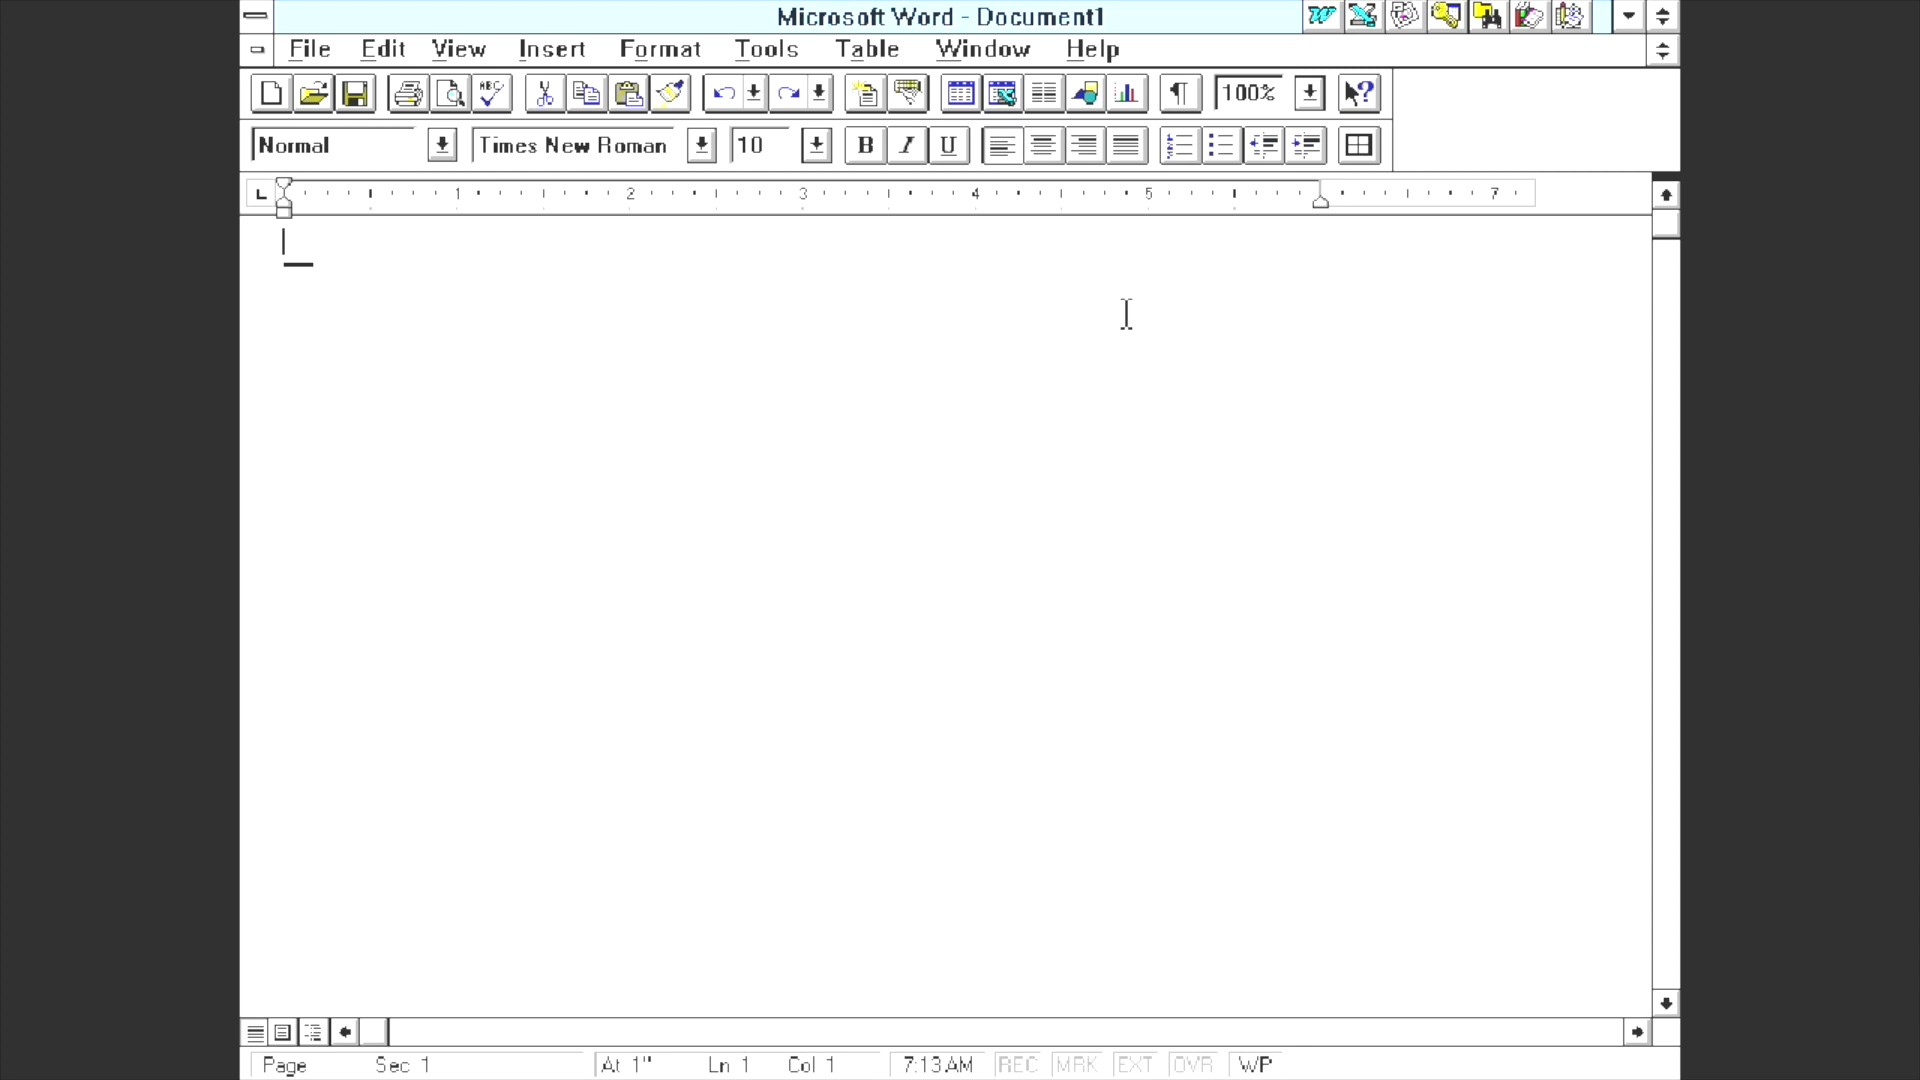 Microsoft Word - Document1
File Edit View Insert Format Tools Table Window Help
ABC 100%
Normal Times New Roman 10 B I U
1 2 3 4 5 7
Page Sec 1 At 1" Ln 1 Col 1 7:13 AM REC MRK EXT OVR WP